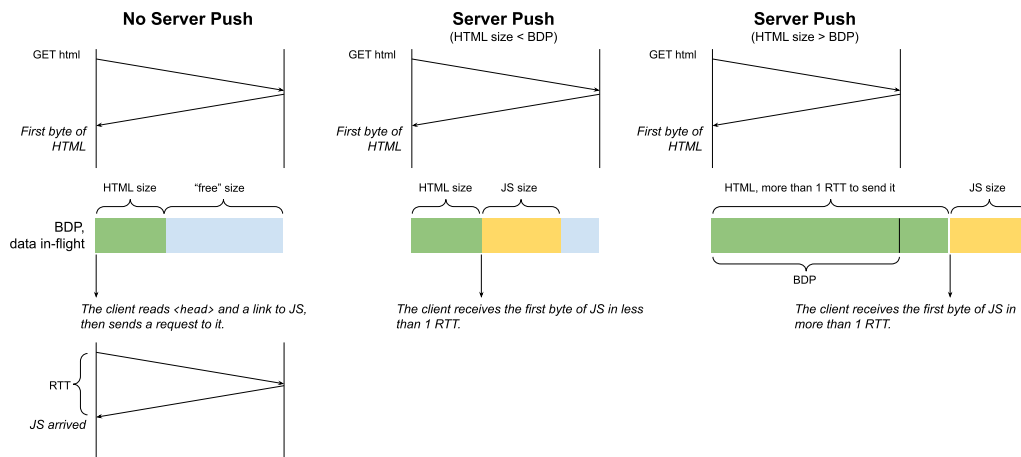 No Server Push
GET html
First byte of
HTML
HTML size
“free” size
BDP,
data in-flight
The client reads <head> and a link to JS,
then sends a request to it.
RTT
JS arrived
Server Push
(HTML size < BDP)
GET html
First byte of
HTML
HTML size
JS size
The client receives the first byte of JS in less
than 1 RTT.
Server Push
(HTML size > BDP)
GET html
First byte of
HTML
HTML, more than 1 RTT to send it
JS size
BDP
The client receives the first byte of JS in
more than 1 RTT.